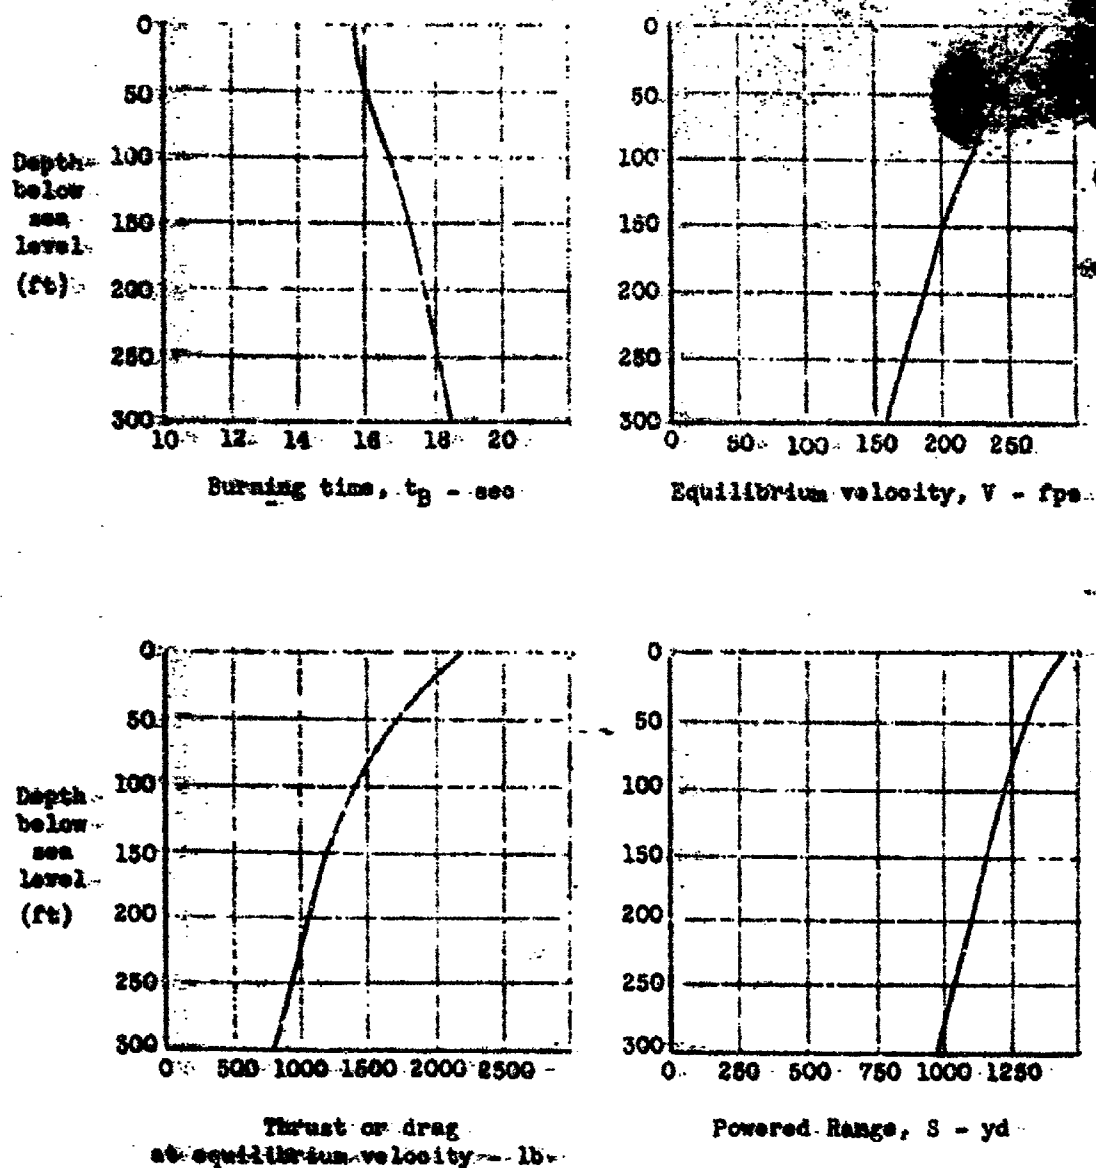 0
50
100
150
200
250
300
Depth
below
sea
level
(ft)
10 12 14 16 18 20
Burning time, tB - sec
0
50
100
150
200
250
300
0 50 100 150 200 250
Equilibrium velocity, V - fps
0
50
100
150
200
250
300
Depth
below
sea
level
(ft)
0 500 1000 1500 2000 2500
Thrust or drag
at equilibrium velocity - lb
0
50
100
150
200
250
300
0 250 500 750 1000 1250
Powered Range, S - yd